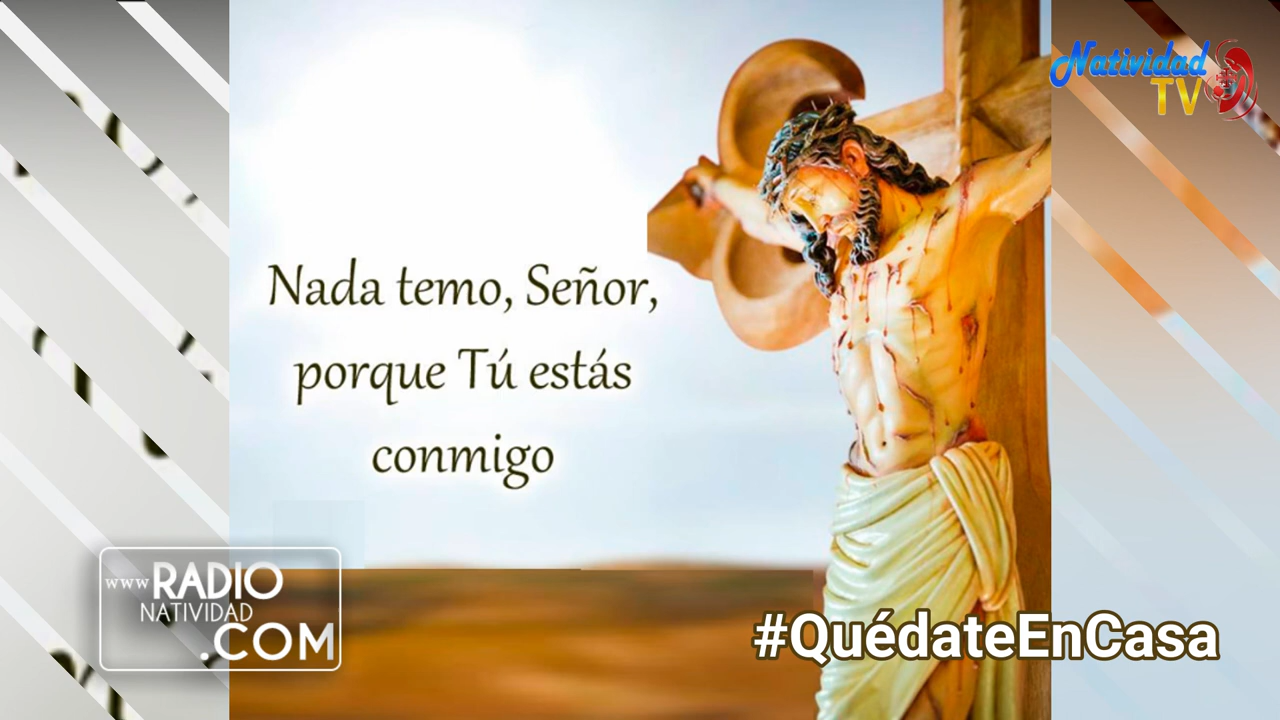 Natividad
TV
Nada temo, Señor,
porque Tú estás
conmigo
www RADIO
NATIVIDAD
.COM
#QuédateEnCasa